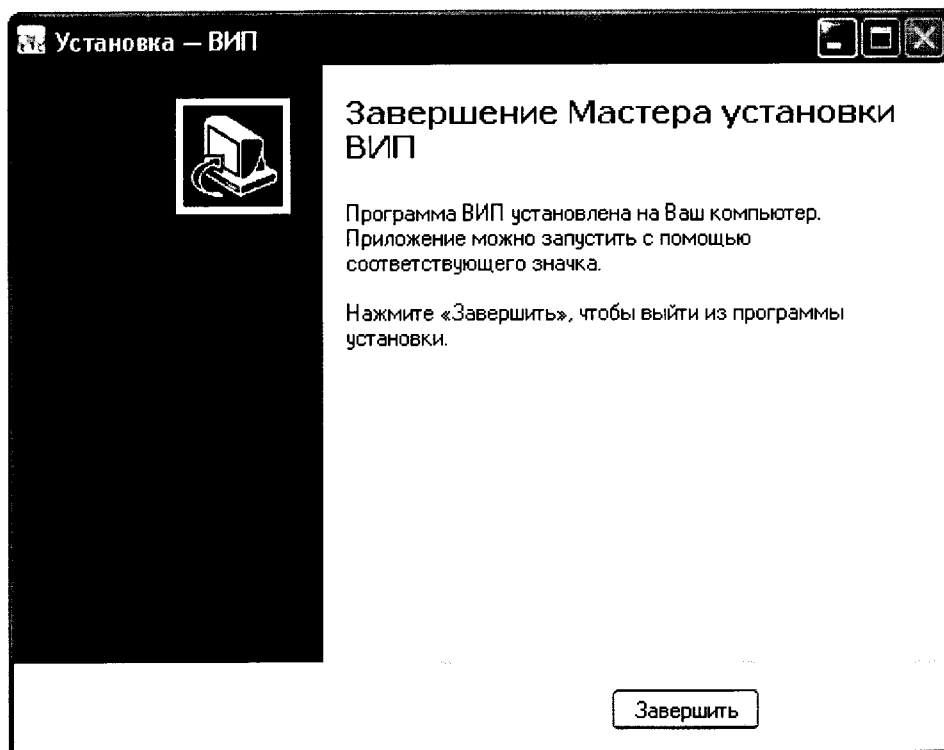 Установка — ВИП
Завершение Мастера установки
ВИП
Программа ВИП установлена на Ваш компьютер.
Приложение можно запустить с помощью
соответствующего значка.
Нажмите «Завершить», чтобы выйти из программы
установки.
Завершить